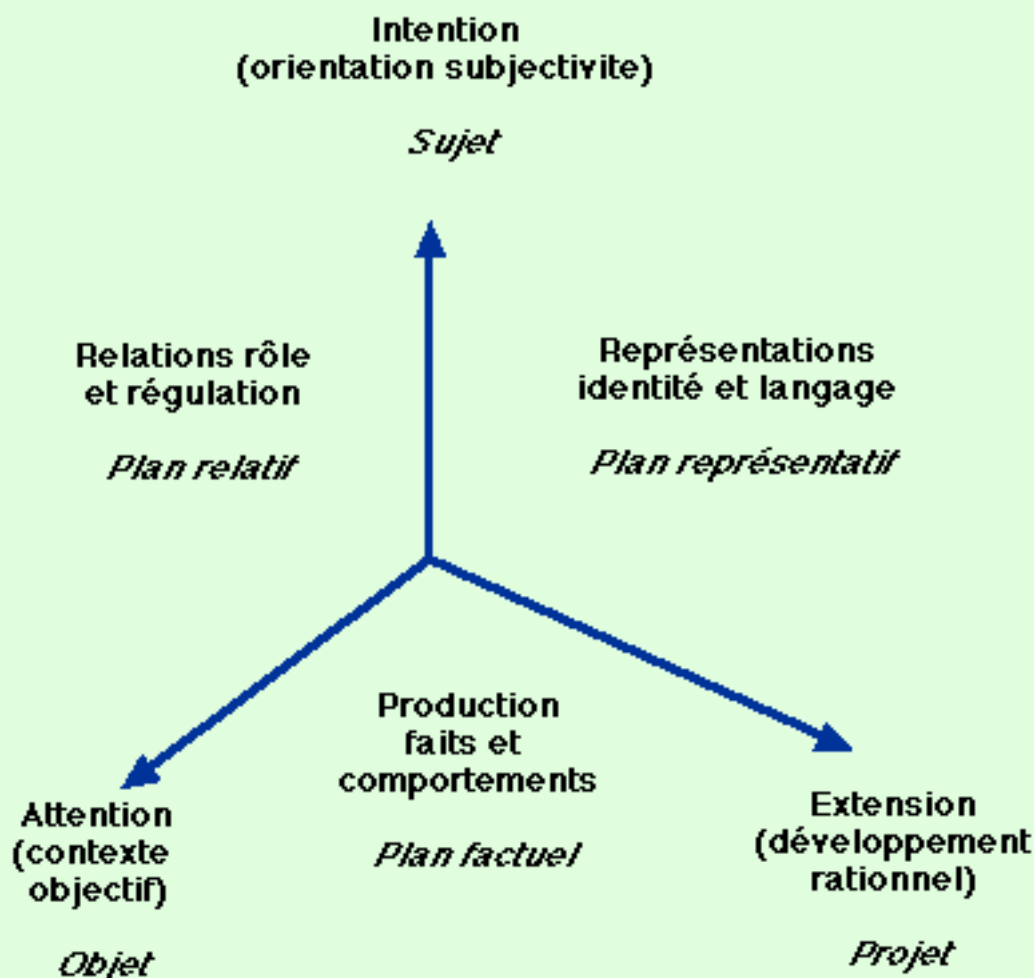 Intention
(orientation subjectivite)
Sujet
Relations rôle
et régulation
Plan relatif
Représentations
identité et langage
Plan représentatif
Production
faits et
comportements
Plan factuel
Attention
(contexte
objectif)
Objet
Extension
(développement
rationnel)
Projet